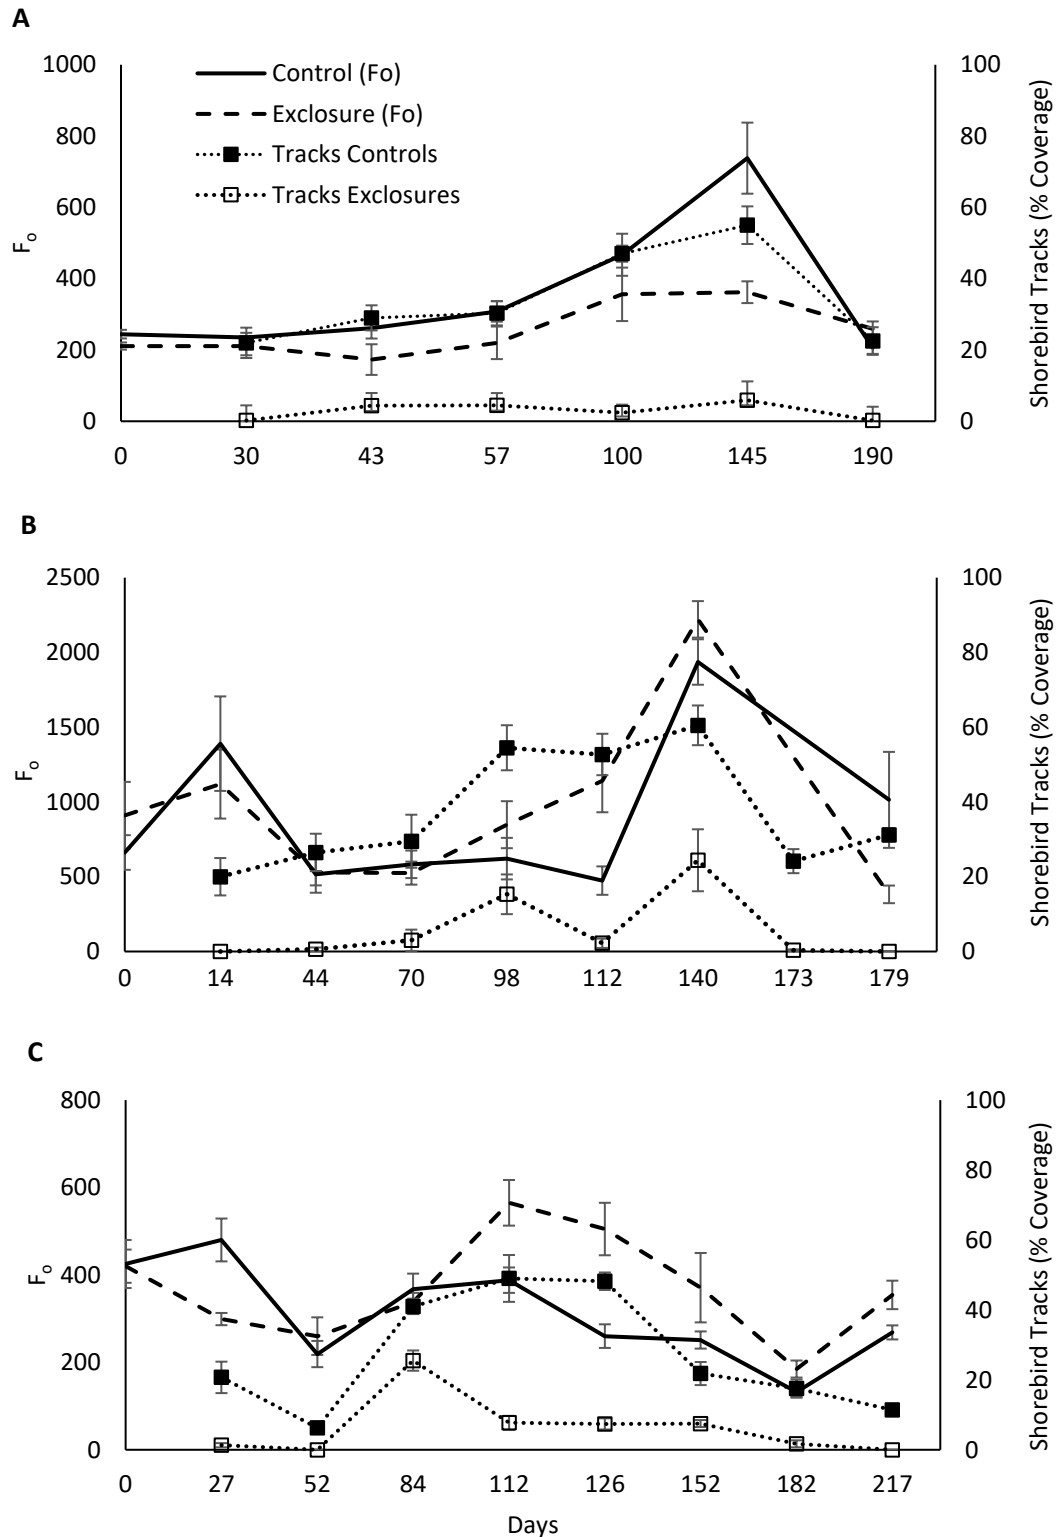 A
1000
800
600
400
200
0
Fo
Control (Fo)
Exclosure (Fo)
Tracks Controls
Tracks Exclosures
100
80
60
40
20
0
Shorebird Tracks (% Coverage)
0 30 43 57 100 145 190
B
2500
2000
1500
1000
500
0
Fo
100
80
60
40
20
0
Shorebird Tracks (% Coverage)
0 14 44 70 98 112 140 173 179
C
800
600
400
200
0
Fo
100
80
60
40
20
0
Shorebird Tracks (% Coverage)
0 27 52 84 112 126 152 182 217
Days